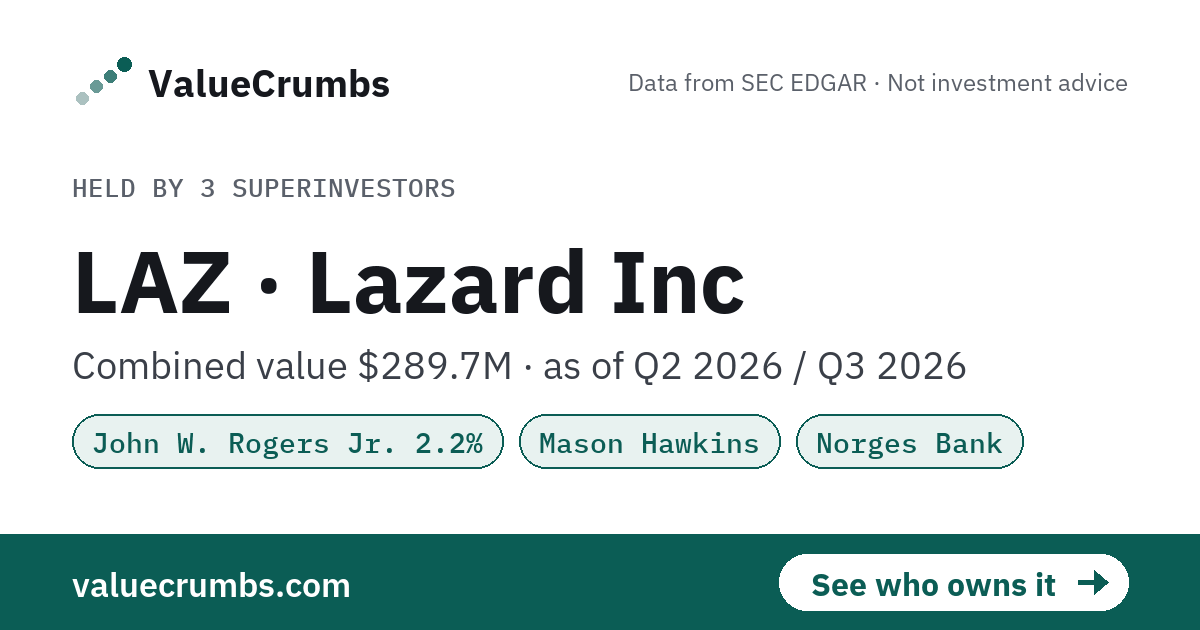 ValueCrumbs
Data from SEC EDGAR · Not investment advice
HELD BY 3 SUPERINVESTORS
LAZ · Lazard Inc
Combined value $289.7M · as of Q2 2026 / Q3 2026
John W. Rogers Jr. 2.2%
Mason Hawkins
Norges Bank
valuecrumbs.com
See who owns it